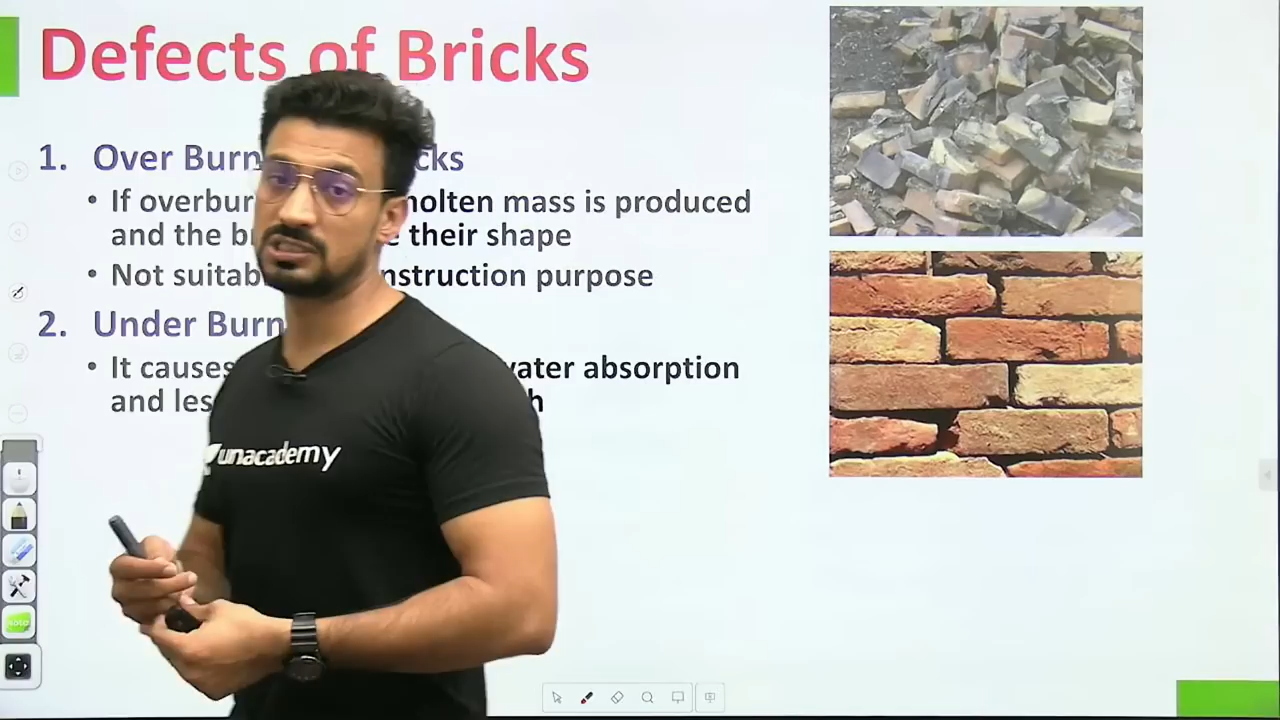 Defects of Bricks
1. Over Burn cks
• If overbur molten mass is produced
and the b their shape
• Not suitab nstruction purpose
2. Under Burn
• It causes water absorption
and les h
unacademy
note